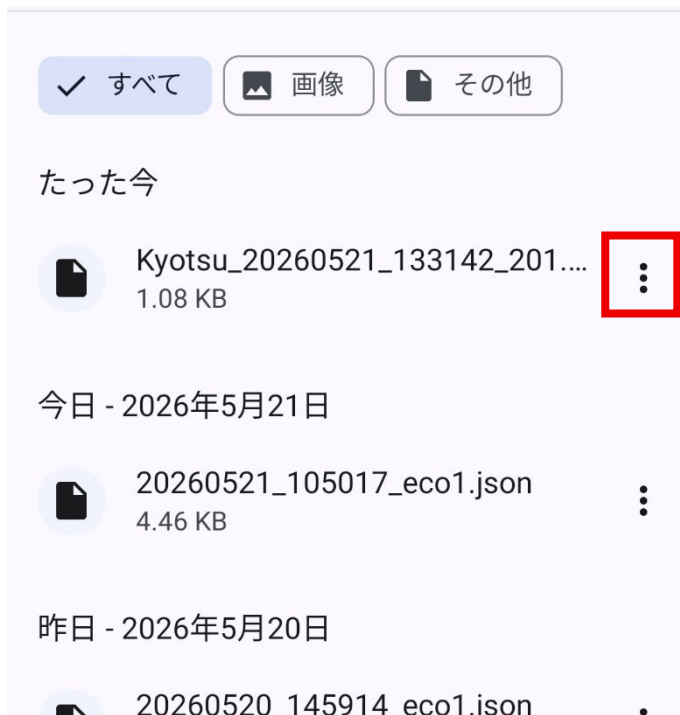 すべて
画像
その他
たった今
Kyotsu_20260521_133142_201....
1.08 KB
今日 - 2026年5月21日
20260521_105017_eco1.json
4.46 KB
昨日 - 2026年5月20日
20260520_145914_eco1.json